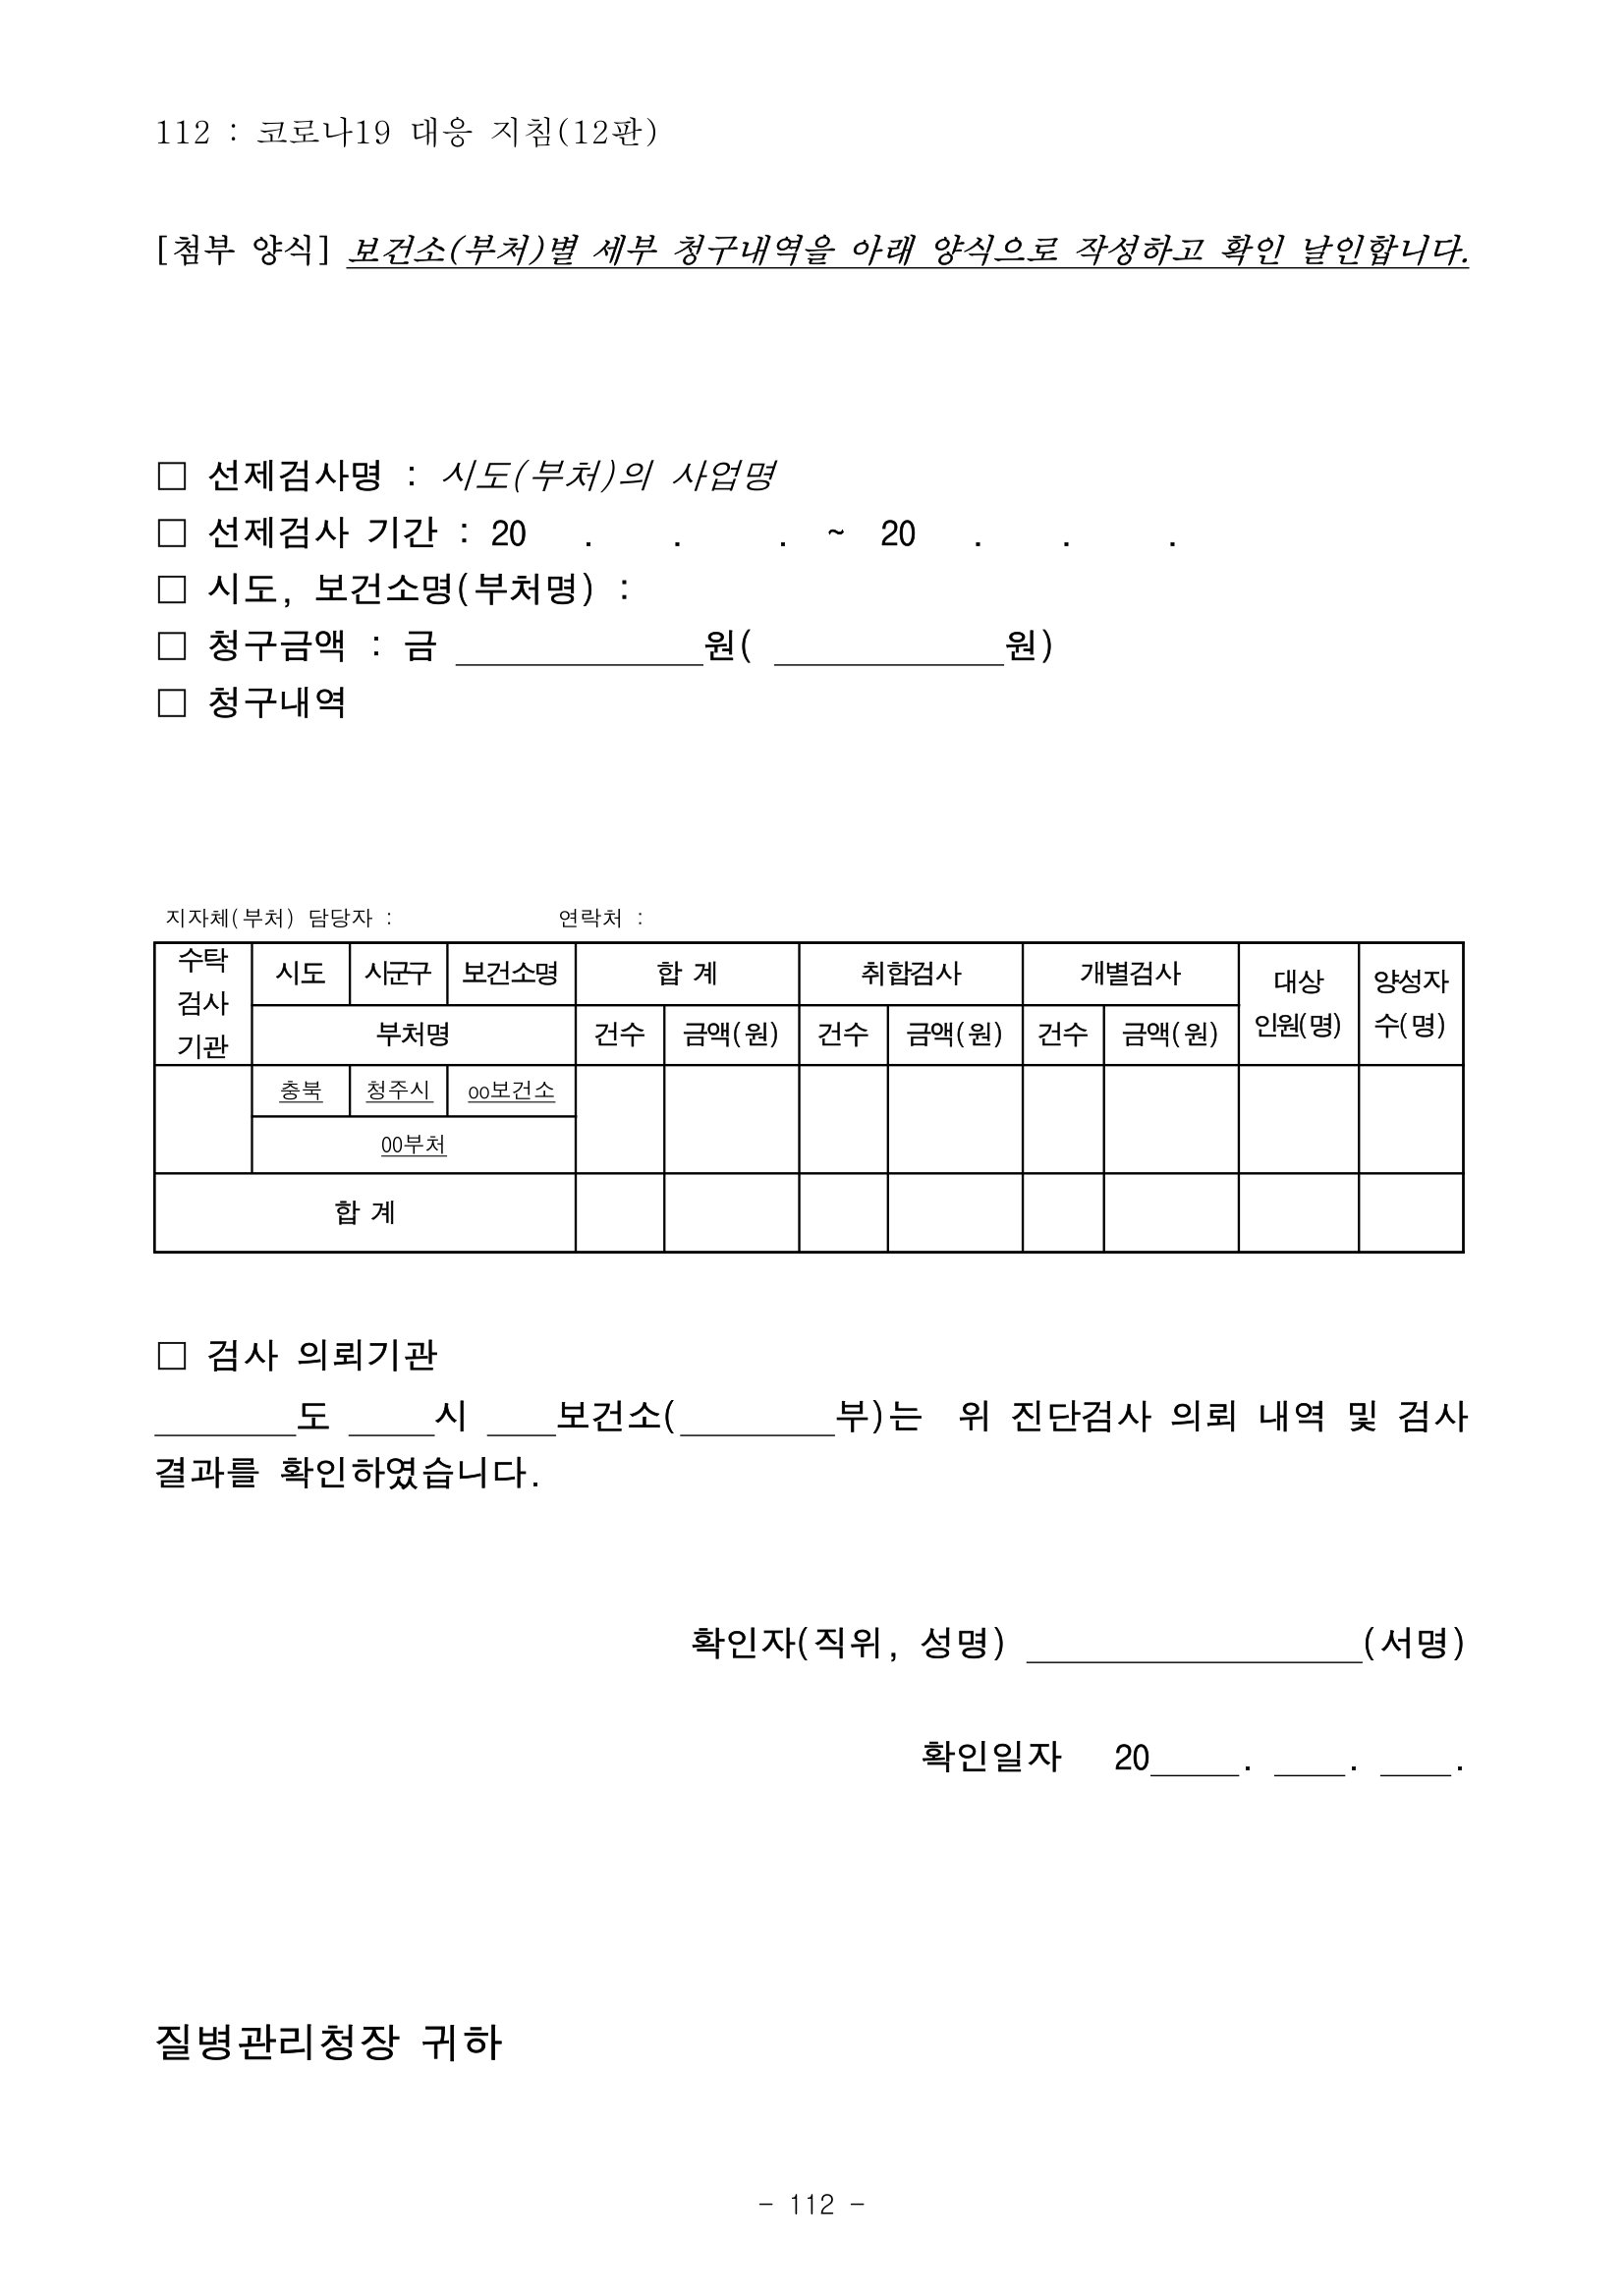 112 : 코로나19 대응 지침(12판)
[첨부 양식] 보건소(부처)별 세부 청구내역을 아래 양식으로 작성하고 확인 날인합니다.
□ 선제검사명 : 시도(부처)의 사업명
□ 선제검사 기간 : 20 . . . ~ 20 . . .
□ 시도, 보건소명(부처명) :
□ 청구금액 : 금 ______________원( _____________원)
□ 청구내역
지자체(부처) 담당자 : 연락처 :
수탁 검사 기관 시도 시군구 보건소명 합 계 취합검사 개별검사 대상 인원(명) 양성자 수(명)
부처명 건수 금액(원) 건수 금액(원) 건수 금액(원)
충북 청주시 oo보건소
00부처
합 계
□ 검사 의뢰기관
________도 _____시 ____보건소(_________부)는 위 진단검사 의뢰 내역 및 검사
결과를 확인하였습니다.
확인자(직위, 성명) ___________________(서명)
확인일자 20_____. ____. ____.
질병관리청장 귀하
- 112 -